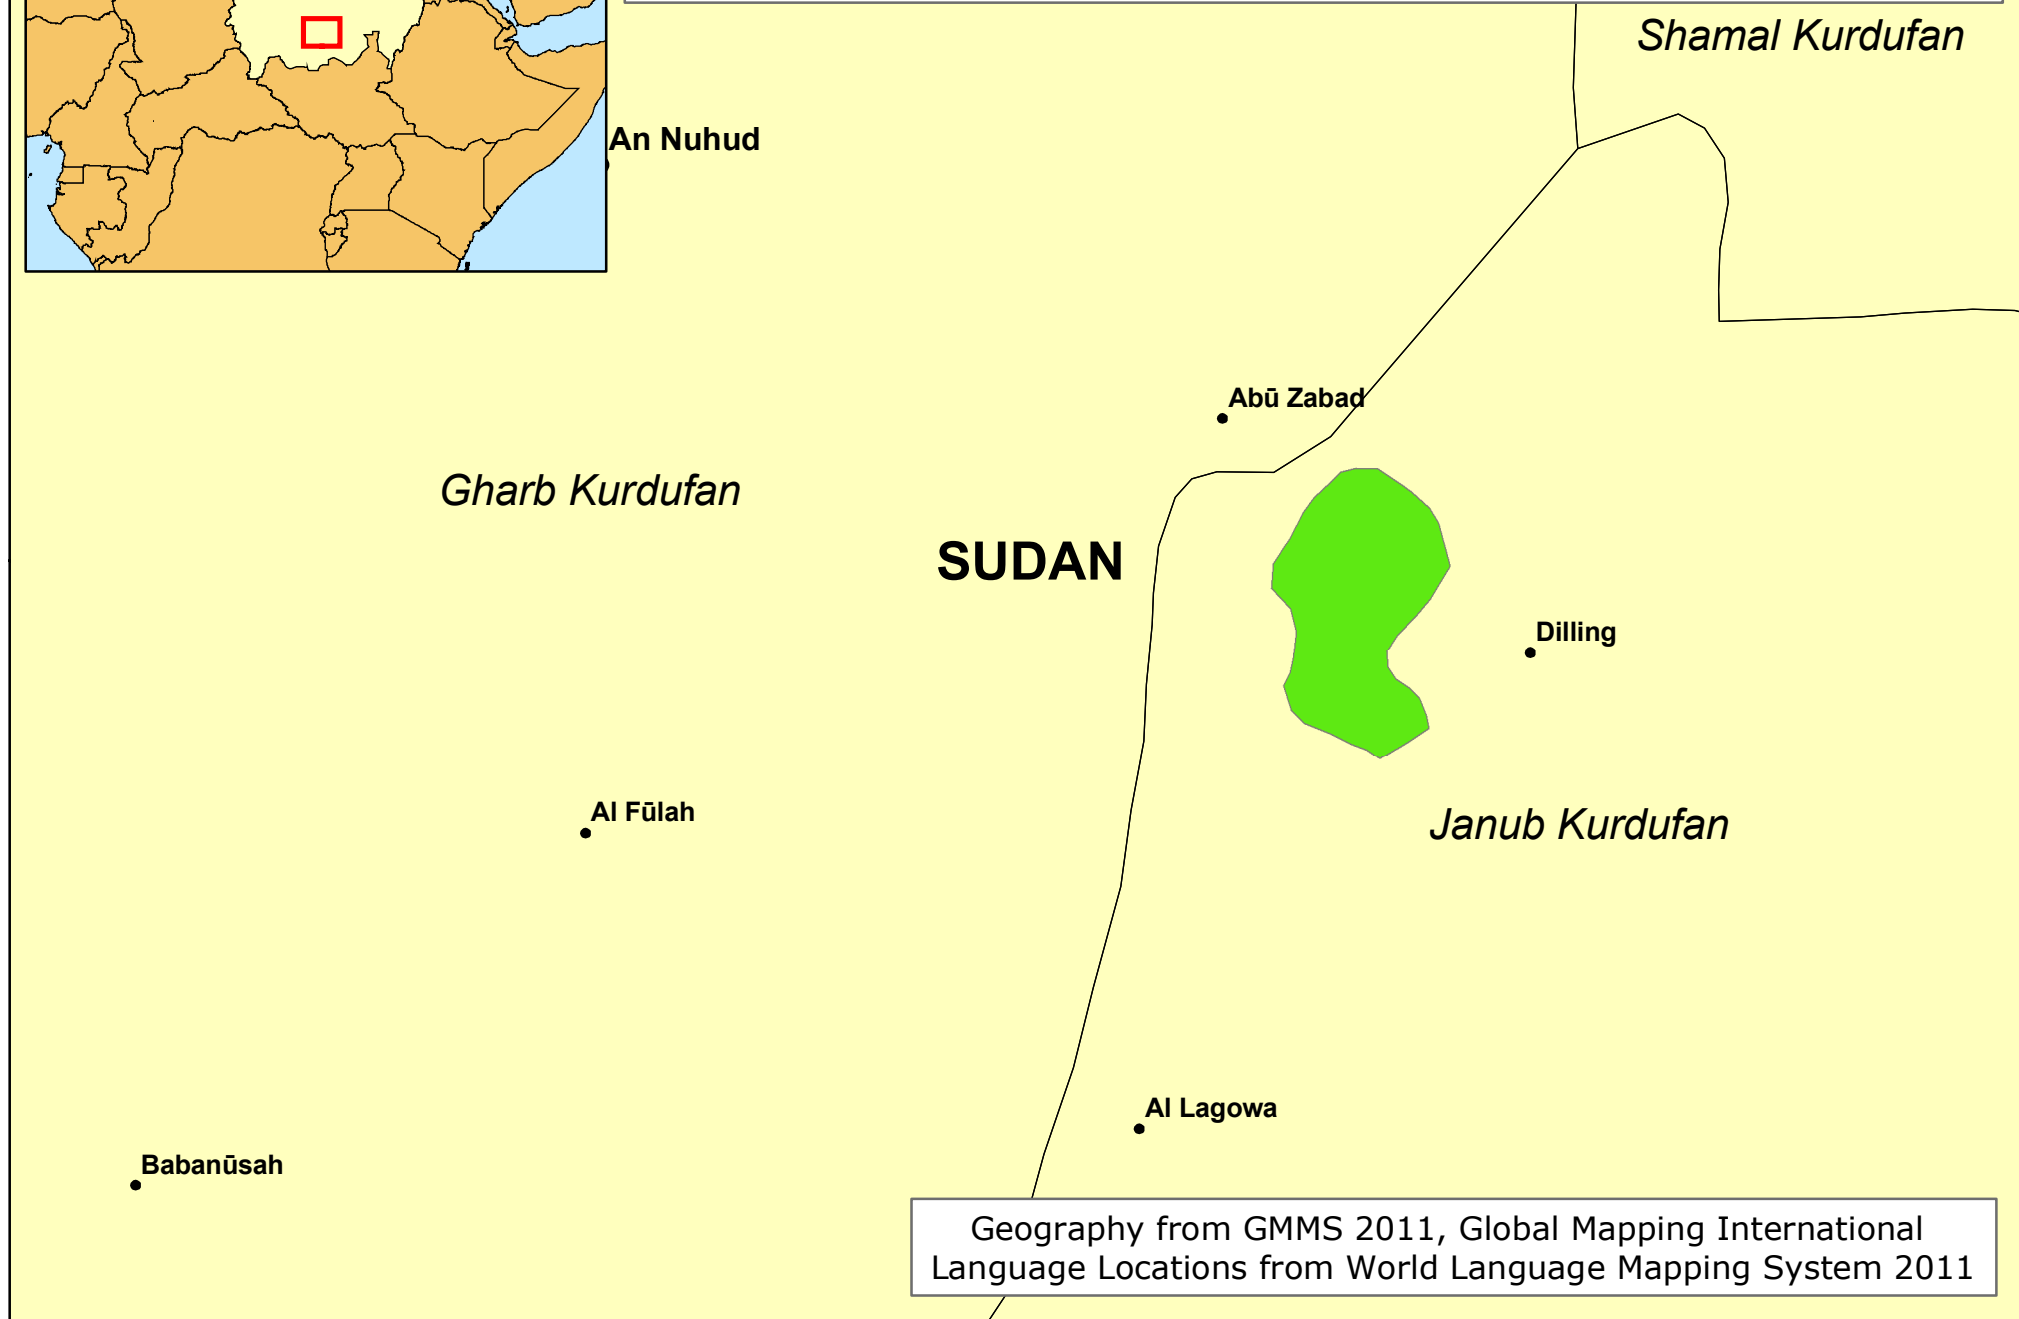 Shamal Kurdufan
An Nuhud
Abū Zabad
Gharb Kurdufan
SUDAN
Dilling
Al Fūlah
Janub Kurdufan
Al Lagowa
Babanūsah
Geography from GMMS 2011, Global Mapping International
Language Locations from World Language Mapping System 2011